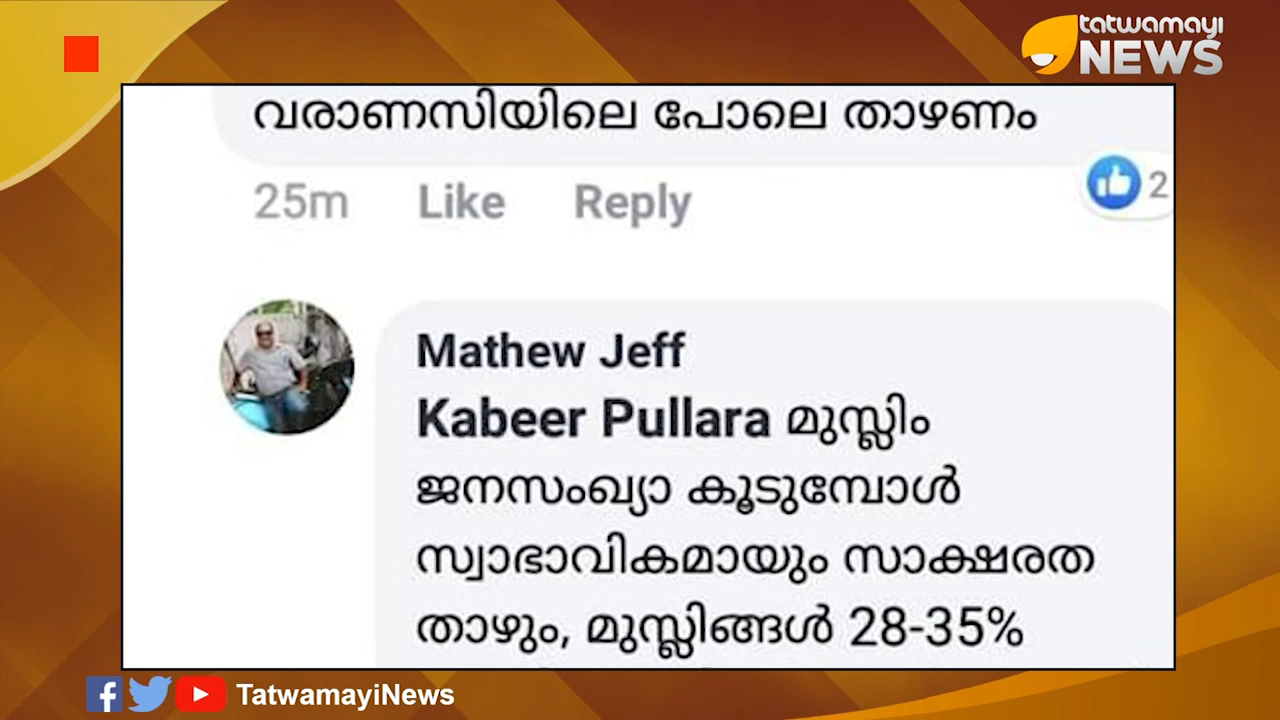 tatwamayi
NEWS
വരാണസിയിലെ പോലെ താഴണം
25m Like Reply 2
Mathew Jeff
Kabeer Pullara മുസ്ലിം
ജനസംഖ്യാ കൂടുമ്പോൾ
സ്വാഭാവികമായും സാക്ഷരത
താഴും, മുസ്ലിങ്ങൾ 28-35%
TatwamayiNews